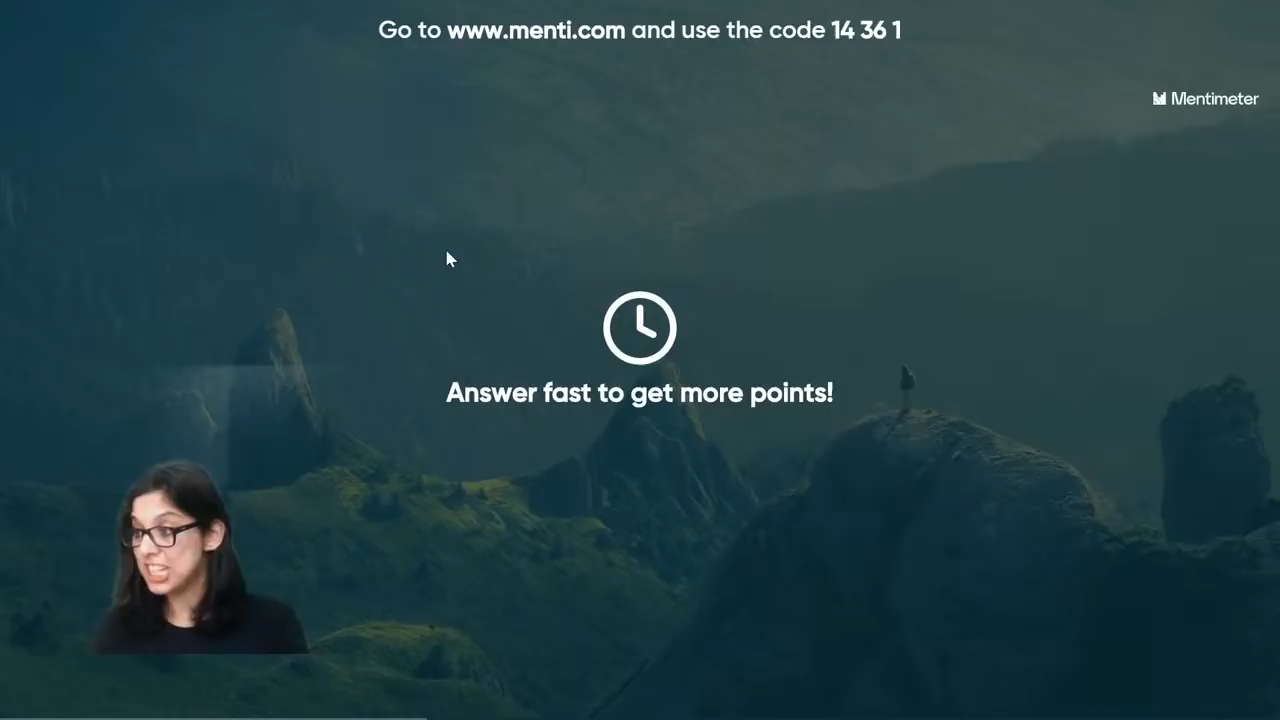 Go to www.menti.com and use the code 14 36 1
Mentimeter
Answer fast to get more points!